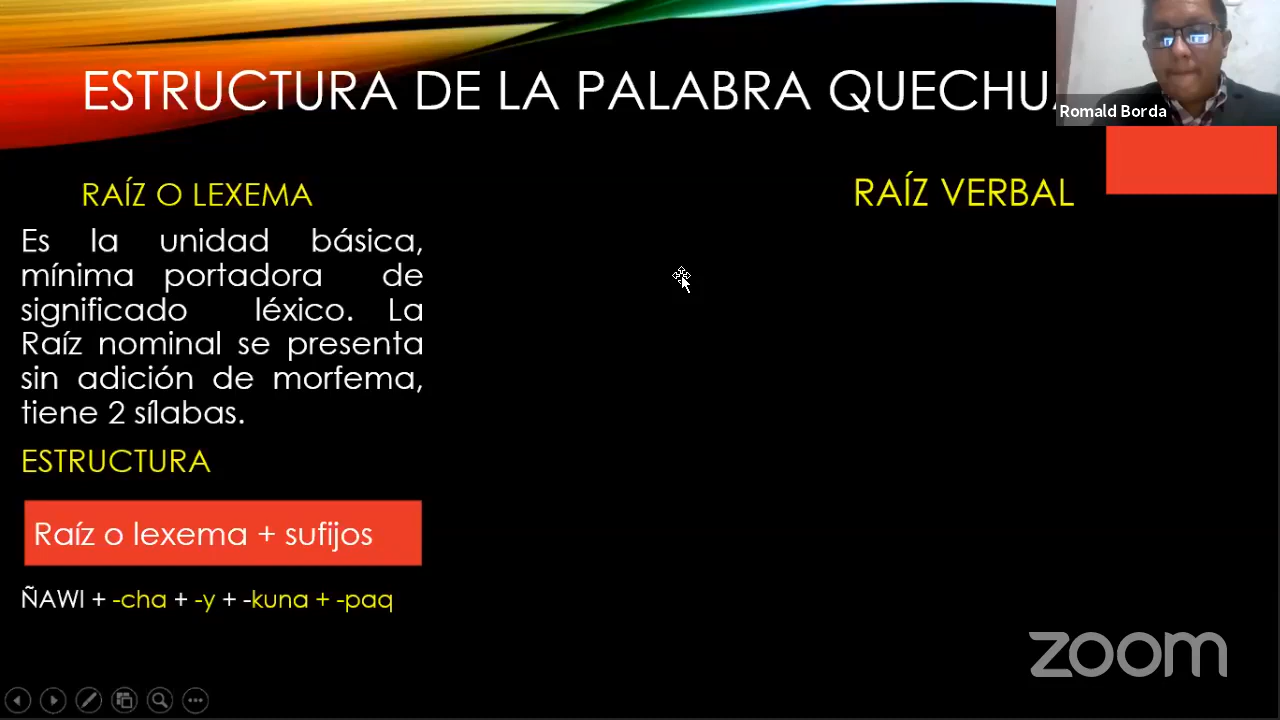 ESTRUCTURA DE LA PALABRA QUECHUA
Romald Borda
RAÍZ O LEXEMA
Es la unidad básica,
mínima portadora de
significado léxico. La
Raíz nominal se presenta
sin adición de morfema,
tiene 2 sílabas.
ESTRUCTURA
Raíz o lexema + sufijos
ÑAWI + -cha + -y + -kuna + -paq
RAÍZ VERBAL
zoom